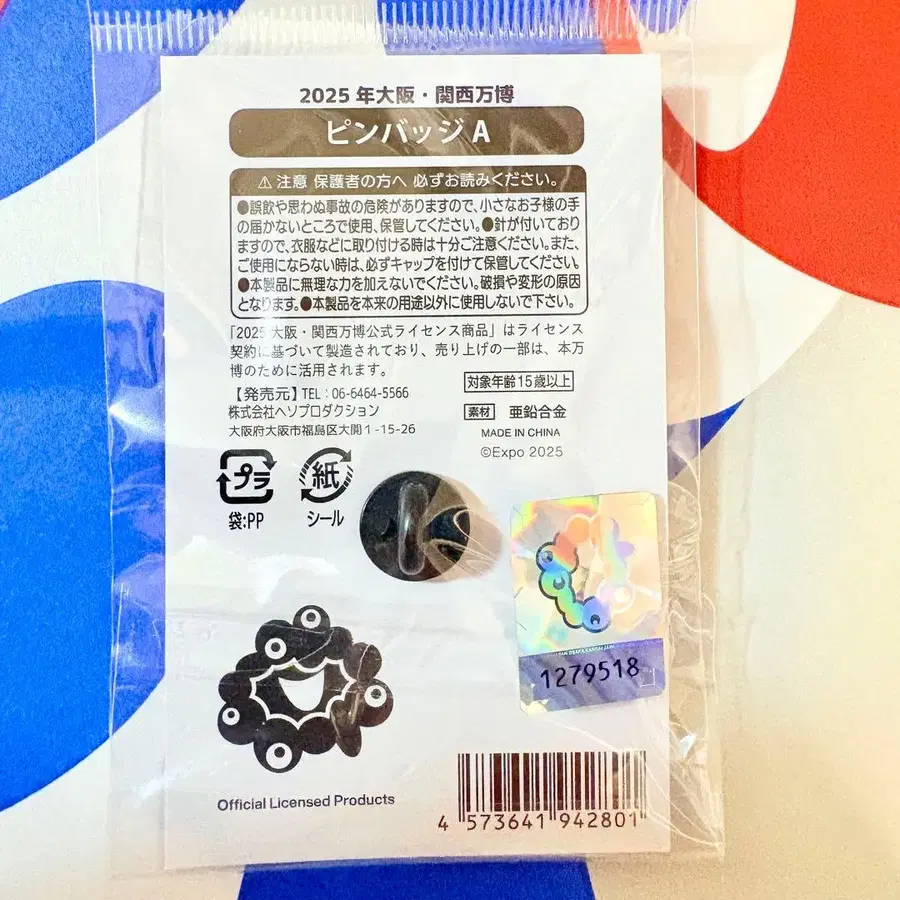 2025 年大阪・関西万博
ピンバッジ A
⚠ 注意 保護者の方へ 必ずお読みください。
●誤飲や思わぬ事故の危険がありますので、小さなお子様の手
の届かないところで使用、保管してください。●針が付いており
ますので、衣服などに取り付ける時は十分ご注意ください。また、
ご使用にならない時は、必ずキャップを付けて保管してください。
●本製品に無理な力を加えないでください。破損や変形の原因
となります。●本製品を本来の用途以外に使用しないで下さい。
「2025 大阪・関西万博公式ライセンス商品」はライセンス
契約に基づいて製造されており、売り上げの一部は、本万
博のために活用されます。
対象年齢15歳以上
【発売元】TEL：06-6464-5566
株式会社ヘソプロダクション
大阪府大阪市福島区大開1-15-26
素材 亜鉛合金
MADE IN CHINA
©Expo 2025
プラ
袋:PP
紙
シール
1279518
Official Licensed Products
4 573641 942801